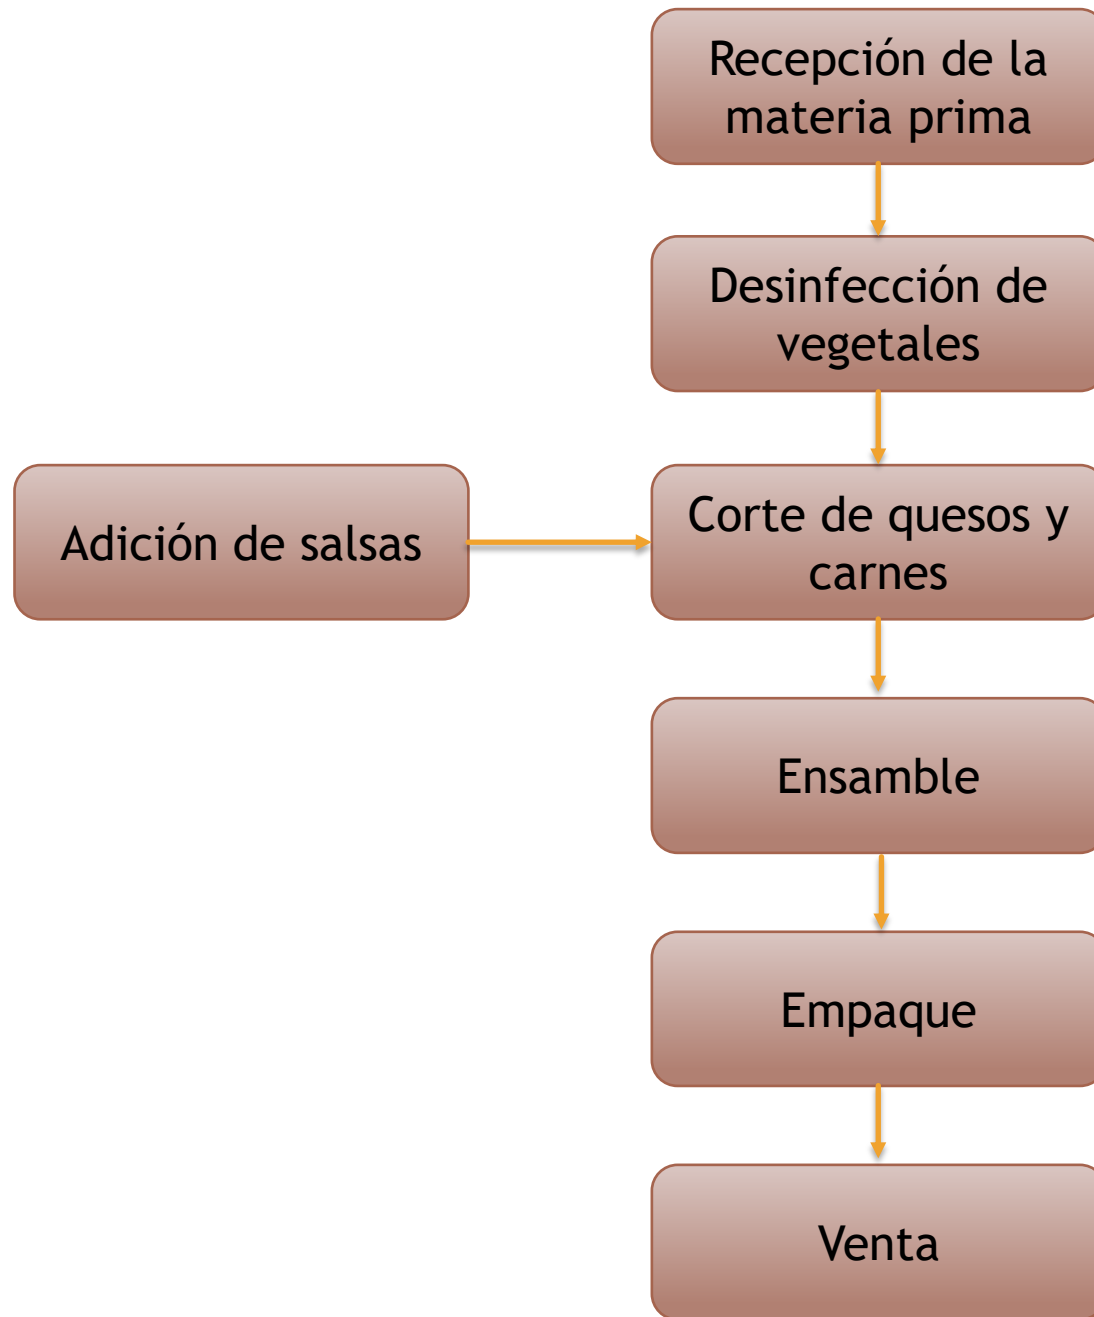 Recepción de la
materia prima
Desinfección de
vegetales
Adición de salsas
Corte de quesos y
carnes
Ensamble
Empaque
Venta